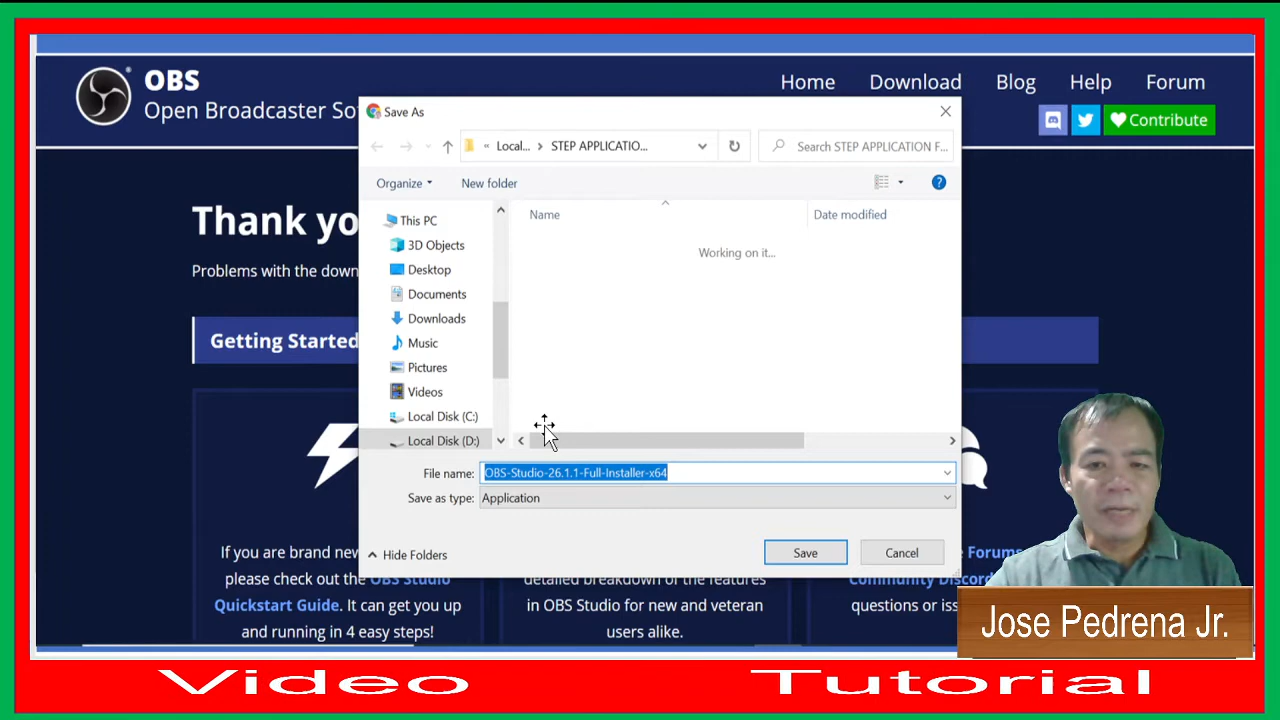 OBS
Open Broadcaster So
Home Download Blog Help Forum
Contribute
Save As
« Local... > STEP APPLICATIO...
Search STEP APPLICATION F...
Organize
New folder
This PC
3D Objects
Desktop
Documents
Downloads
Music
Pictures
Videos
Local Disk (C:)
Local Disk (D:)
Name
Date modified
Working on it...
File name: OBS-Studio-26.1.1-Full-Installer-x64
Save as type: Application
Hide Folders
Save
Cancel
Thank yo
Problems with the down
Getting Started
If you are brand new
please check out the OBS Studio
Quickstart Guide. It can get you up
and running in 4 easy steps!
detailed breakdown of the features
in OBS Studio for new and veteran
users alike.
Forums
Community Discord
questions or iss
Jose Pedrena Jr.
Video Tutorial